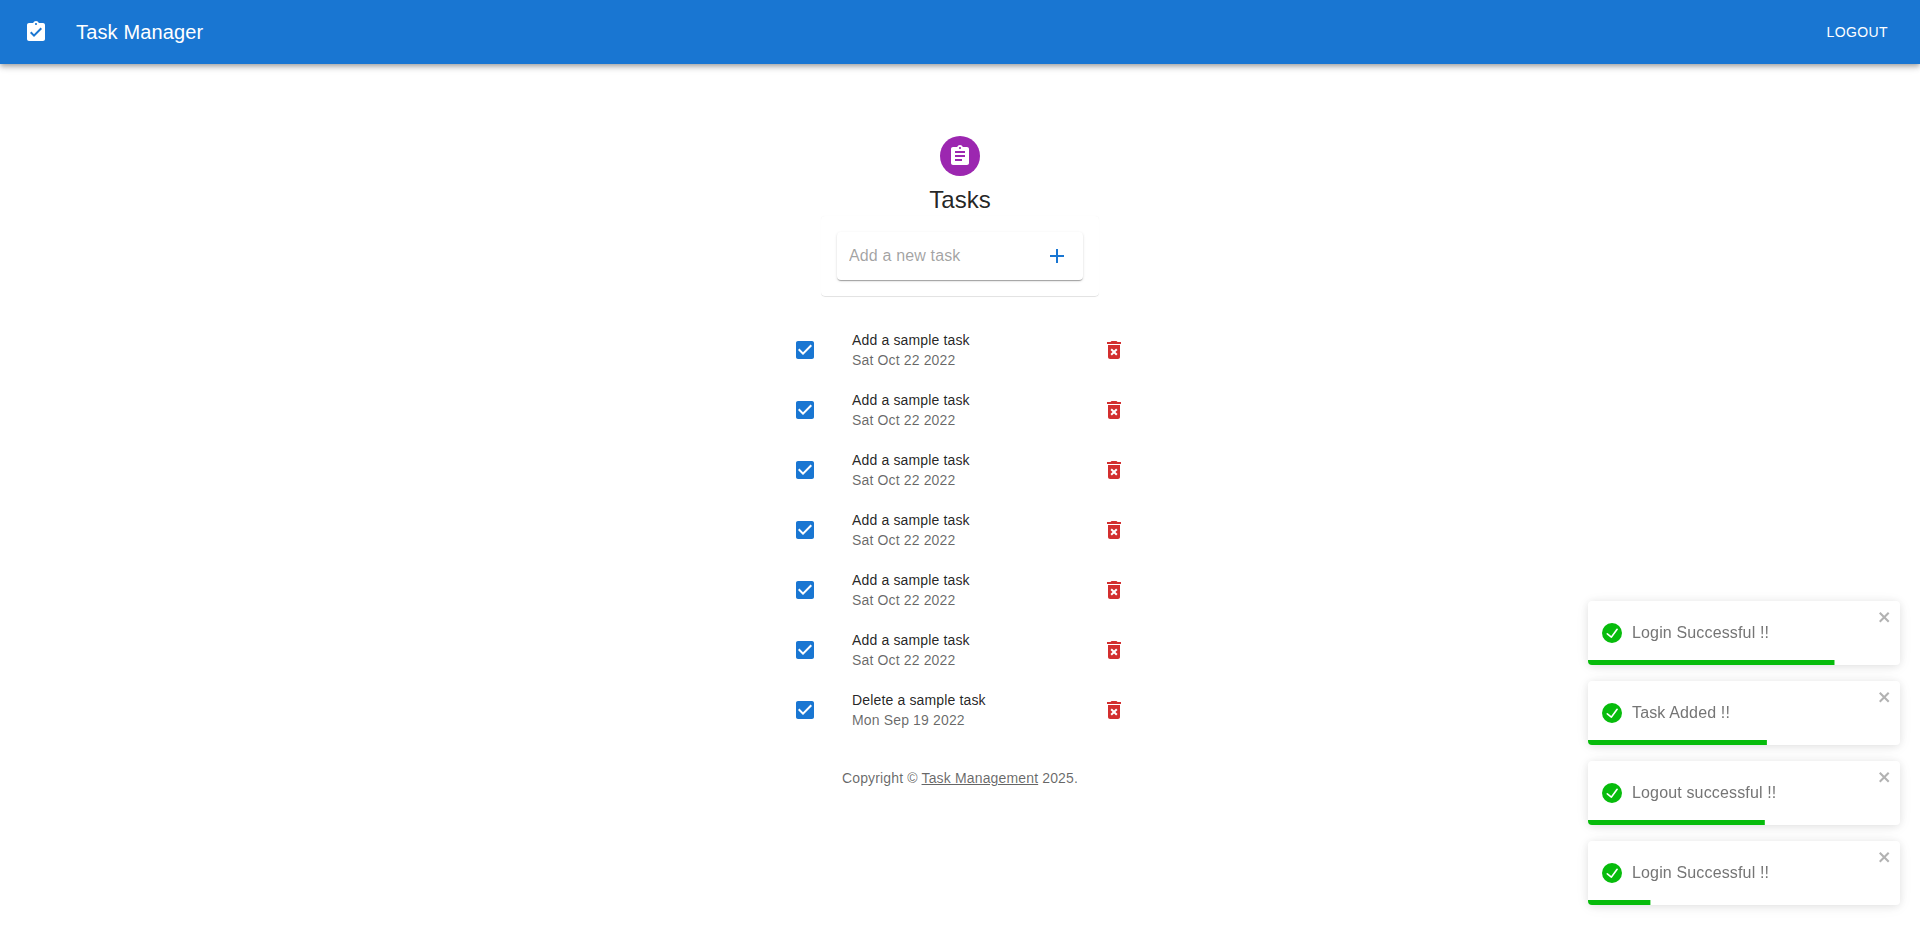 Task Manager
LOGOUT
Tasks
Add a new task
Add a sample task
Sat Oct 22 2022
Add a sample task
Sat Oct 22 2022
Add a sample task
Sat Oct 22 2022
Add a sample task
Sat Oct 22 2022
Add a sample task
Sat Oct 22 2022
Add a sample task
Sat Oct 22 2022
Delete a sample task
Mon Sep 19 2022
Copyright © Task Management 2025.
Login Successful !!
Task Added !!
Logout successful !!
Login Successful !!